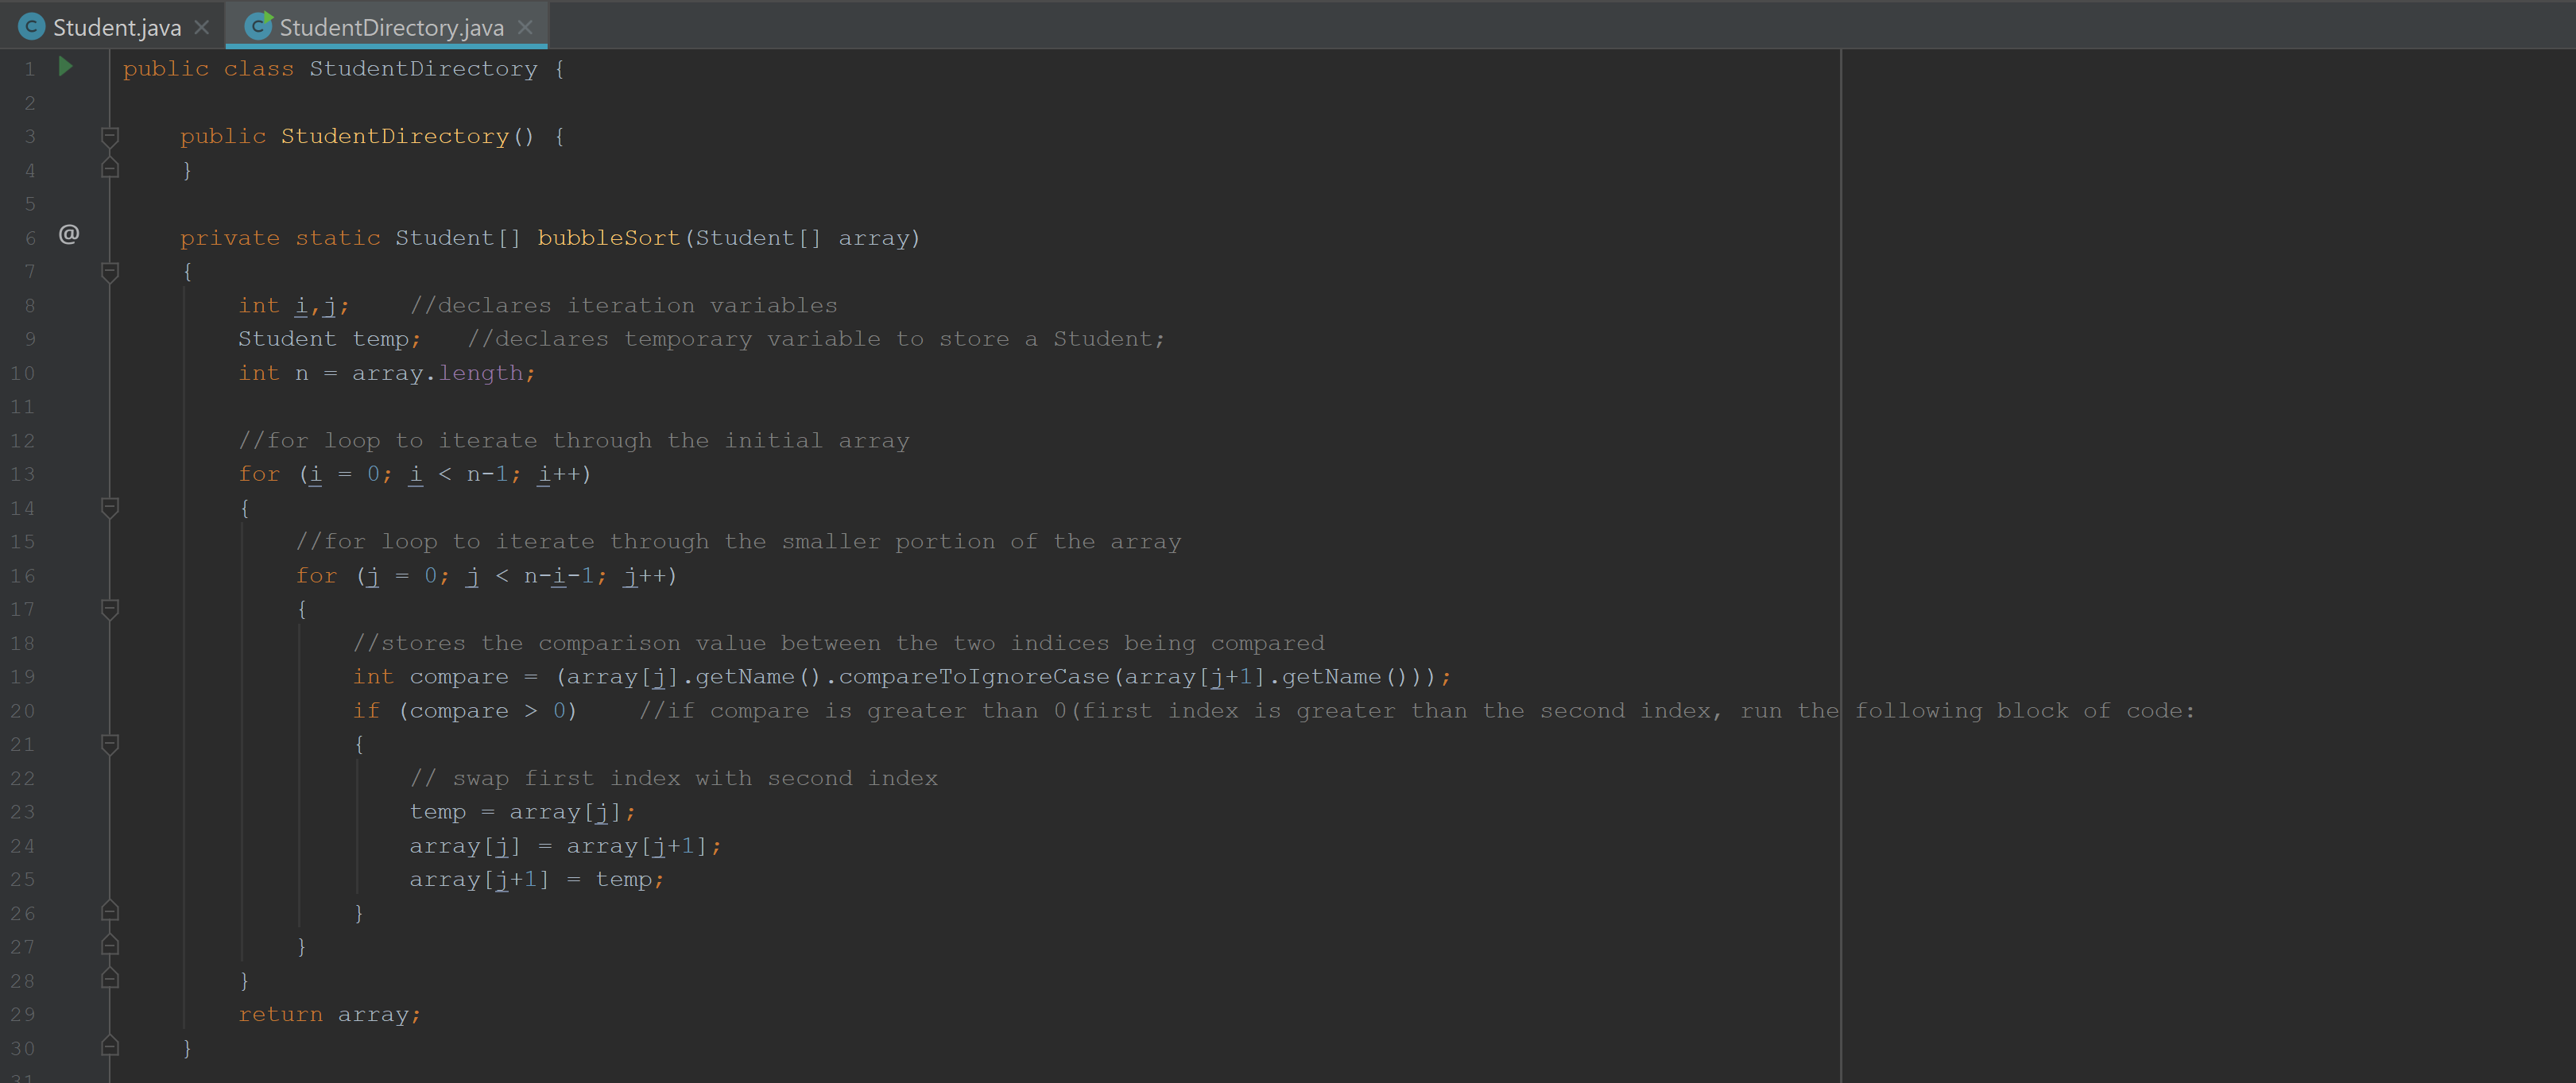 Student.java StudentDirectory.java
1 public class StudentDirectory {
2
3     public StudentDirectory() {
4     }
5
6 @ private static Student[] bubbleSort(Student[] array)
7     {
8         int i,j;    //declares iteration variables
9         Student temp;   //declares temporary variable to store a Student;
10         int n = array.length;
11
12         //for loop to iterate through the initial array
13         for (i = 0; i < n-1; i++)
14         {
15             //for loop to iterate through the smaller portion of the array
16             for (j = 0; j < n-i-1; j++)
17             {
18                 //stores the comparison value between the two indices being compared
19                 int compare = (array[j].getName().compareToIgnoreCase(array[j+1].getName()));
20                 if (compare > 0)    //if compare is greater than 0(first index is greater than the second index, run the following block of code:
21                 {
22                     // swap first index with second index
23                     temp = array[j];
24                     array[j] = array[j+1];
25                     array[j+1] = temp;
26                 }
27             }
28         }
29         return array;
30     }
31